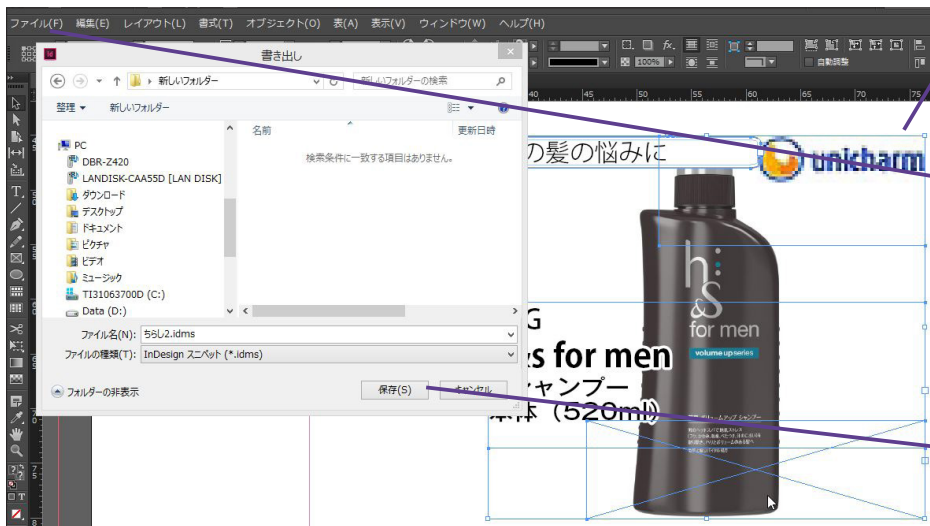 ファイル(F) 編集(E) レイアウト(L) 書式(T) オブジェクト(O) 表(A) 表示(V) ウィンドウ(W) ヘルプ(H)
書き出し
100%
自動調整
新しいフォルダー
新しいフォルダーの検索
整理 新しいフォルダー
名前 更新日時
検索条件に一致する項目はありません。
PC
DBR-Z420
LANDISK-CAA55D [LAN DISK]
ダウンロード
デスクトップ
ドキュメント
ピクチャ
ビデオ
ミュージック
TI31063700D (C:)
Data (D:)
ファイル名(N): ちらし2.idms
ファイルの種類(T): InDesign スニペット (*.idms)
フォルダーの非表示
保存(S) キャンセル
40 45 50 55 60 65 70 75
の髪の悩みに
unicharm
h&s
for men
volume up series
G
&s for men
シャンプー
本体（520ml)